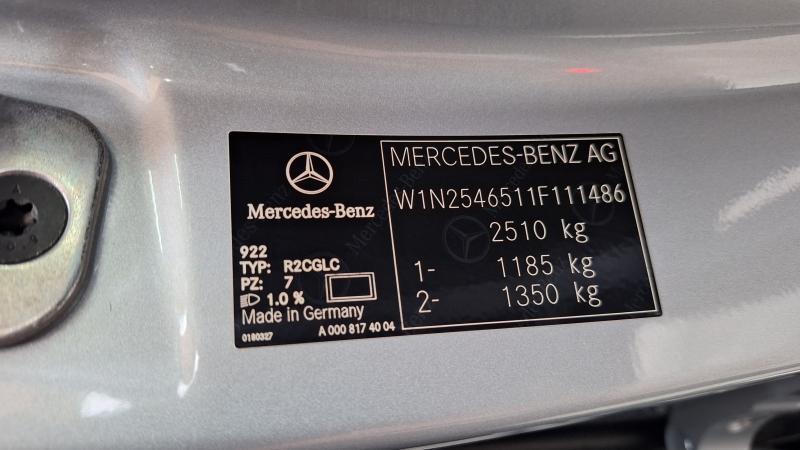 Mercedes-Benz
922
TYP: R2CGLC
PZ: 7
1.0 %
Made in Germany
0180327
A 000 817 40 04
MERCEDES-BENZ AG
W1N2546511F111486
2510 kg
1- 1185 kg
2- 1350 kg